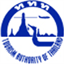 ททท
TOURISM AUTHORITY OF THAILAND